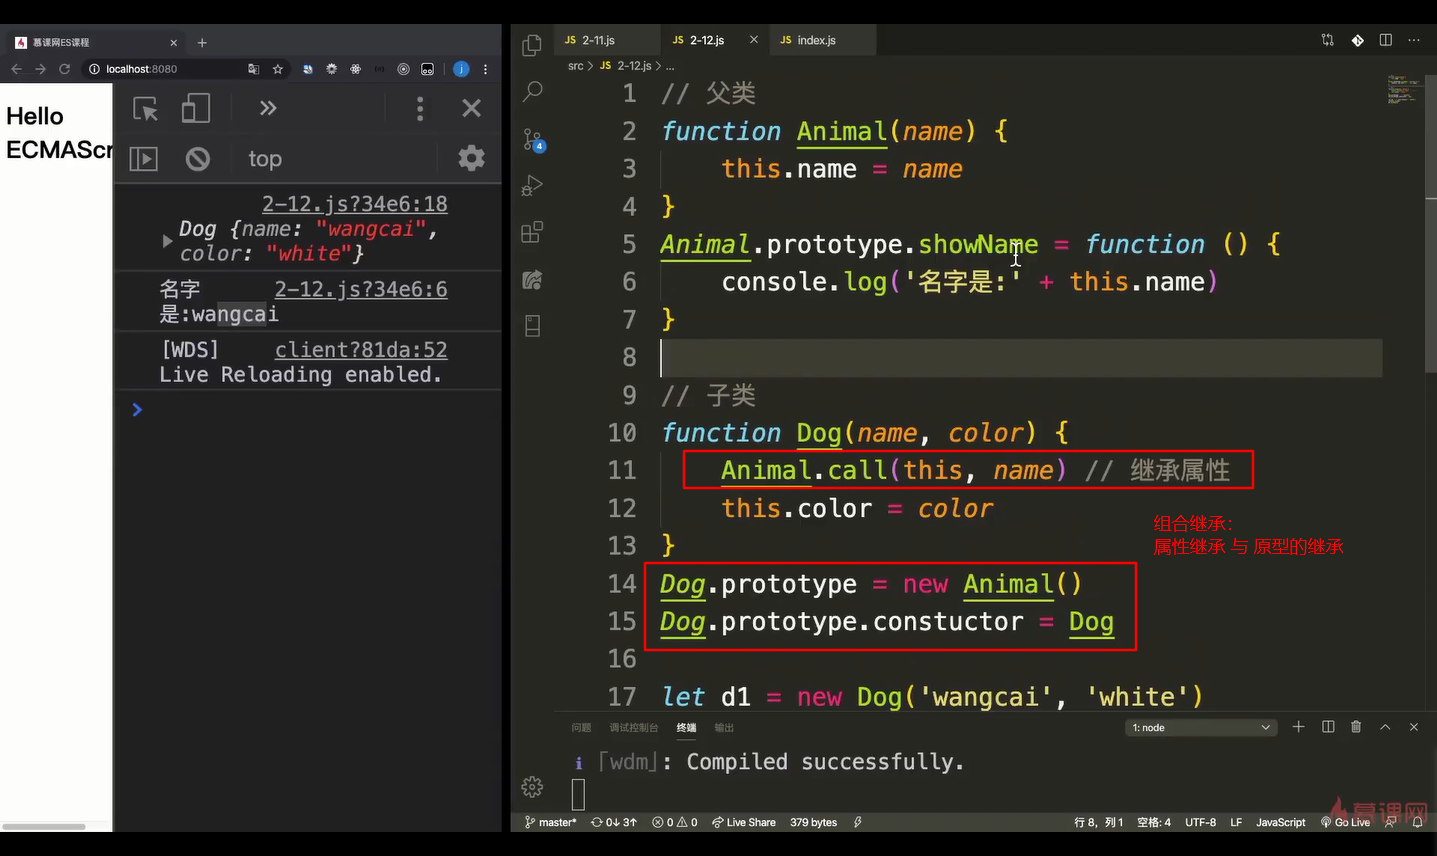 慕课网ES课程
localhost:8080
Hello
ECMAScr
top
2-12.js?34e6:18
Dog {name: "wangcai",
color: "white"}
名字 2-12.js?34e6:6
是:wangcai
[WDS] client?81da:52
Live Reloading enabled.
JS 2-11.js JS 2-12.js JS index.js
src > JS 2-12.js > ...
4
1 // 父类
2 function Animal(name) {
3 this.name = name
4 }
5 Animal.prototype.showName = function () {
6 console.log('名字是:' + this.name)
7 }
8
9 // 子类
10 function Dog(name, color) {
11 Animal.call(this, name) // 继承属性
12 this.color = color
13 }
14 Dog.prototype = new Animal()
15 Dog.prototype.constuctor = Dog
16
17 let d1 = new Dog('wangcai', 'white')
组合继承:
属性继承 与 原型的继承
问题 调试控制台 终端 输出 1: node
i ｢wdm｣: Compiled successfully.
master* 0↓ 3↑ 0 0 Live Share 379 bytes 行 8, 列 1 空格: 4 UTF-8 LF JavaScript Go Live
慕课网